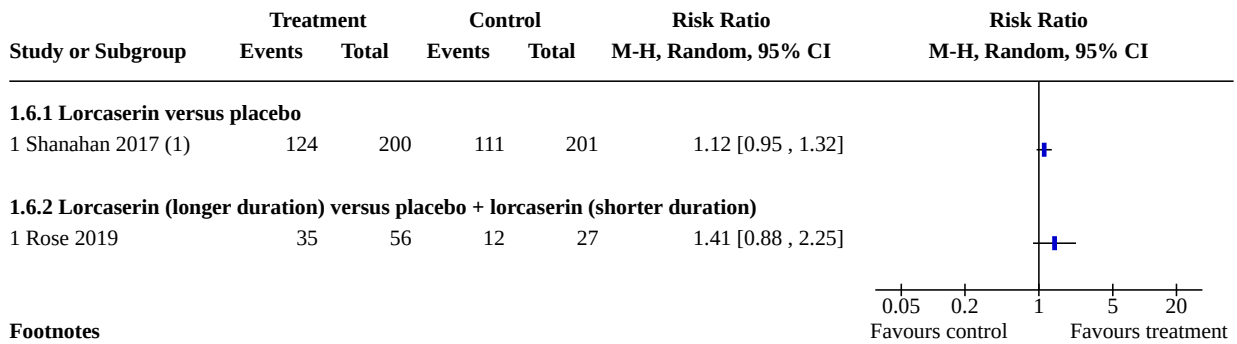 Treatment Control Risk Ratio Risk Ratio
Study or Subgroup Events Total Events Total M-H, Random, 95% CI M-H, Random, 95% CI
1.6.1 Lorcaserin versus placebo
1 Shanahan 2017 (1) 124 200 111 201 1.12 [0.95 , 1.32]
1.6.2 Lorcaserin (longer duration) versus placebo + lorcaserin (shorter duration)
1 Rose 2019 35 56 12 27 1.41 [0.88 , 2.25]
0.05 0.2 1 5 20
Footnotes Favours control Favours treatment